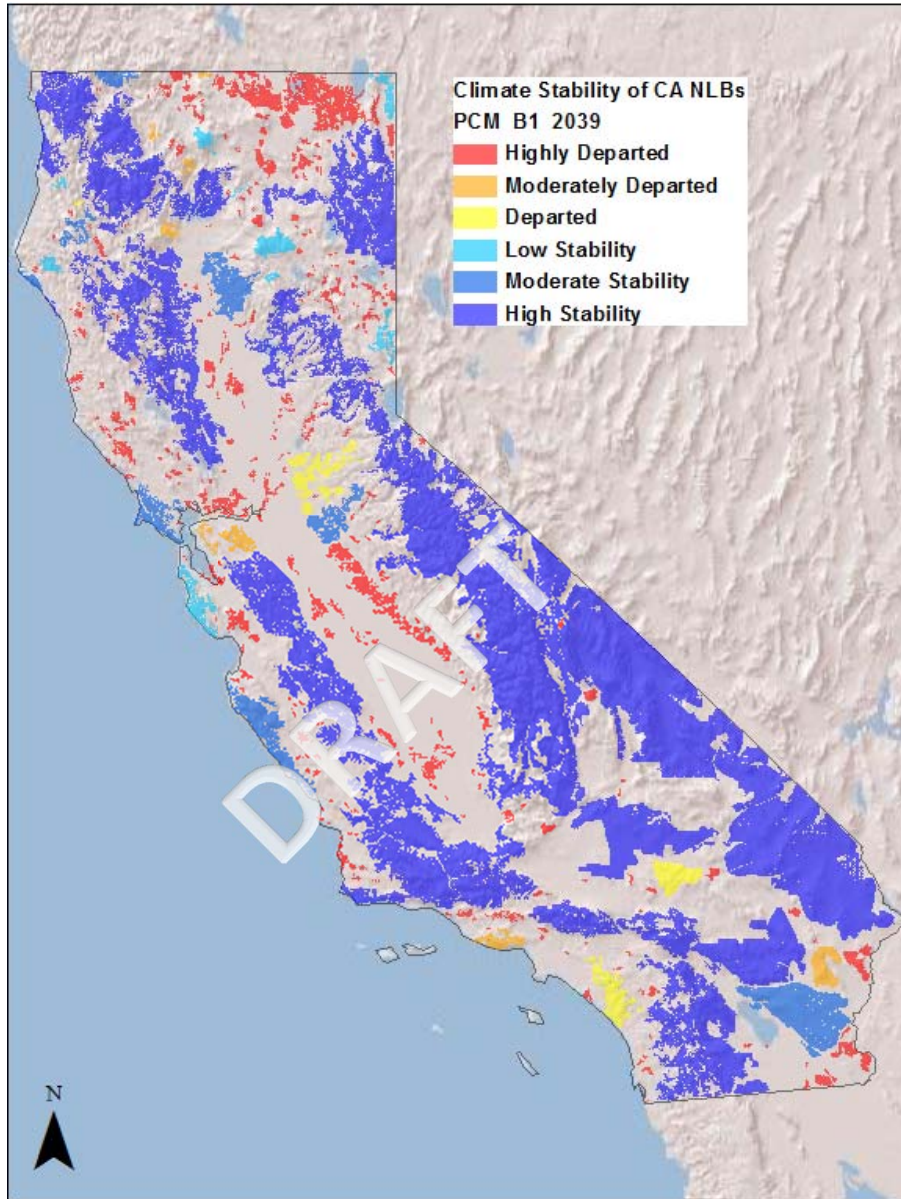 Climate Stability of CA NLBs
PCM B1 2039
Highly Departed
Moderately Departed
Departed
Low Stability
Moderate Stability
High Stability
DRAFT
N